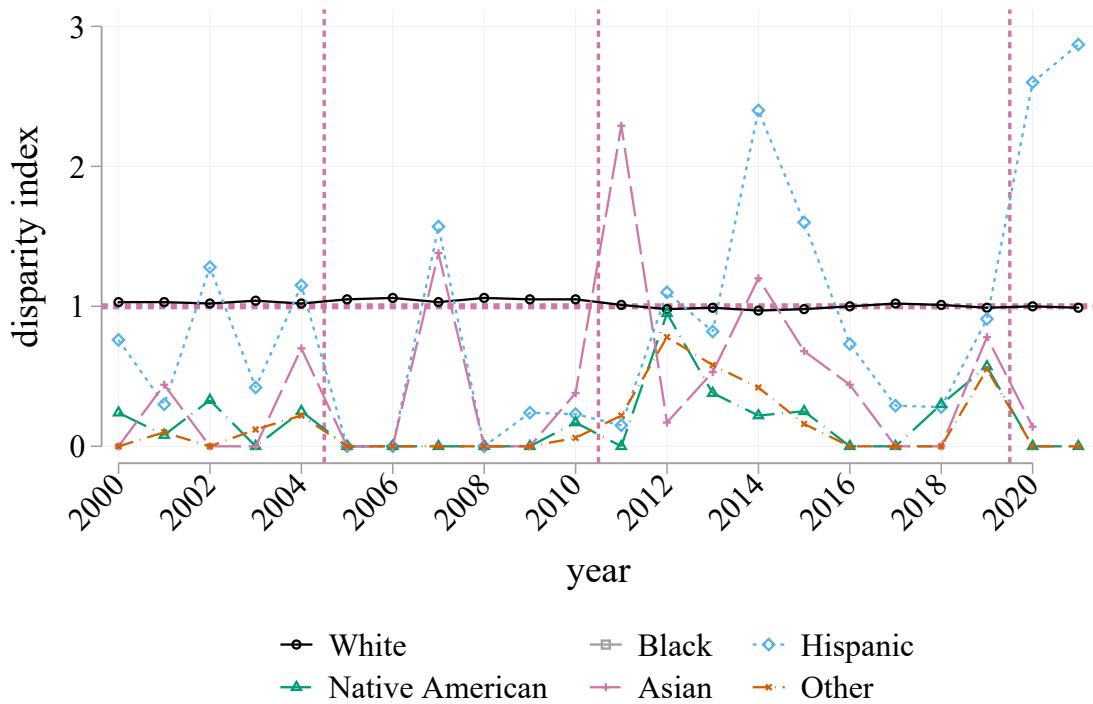 3
2
1
0
disparity index
2000 2002 2004 2006 2008 2010 2012 2014 2016 2018 2020
year
White Black Hispanic
Native American Asian Other